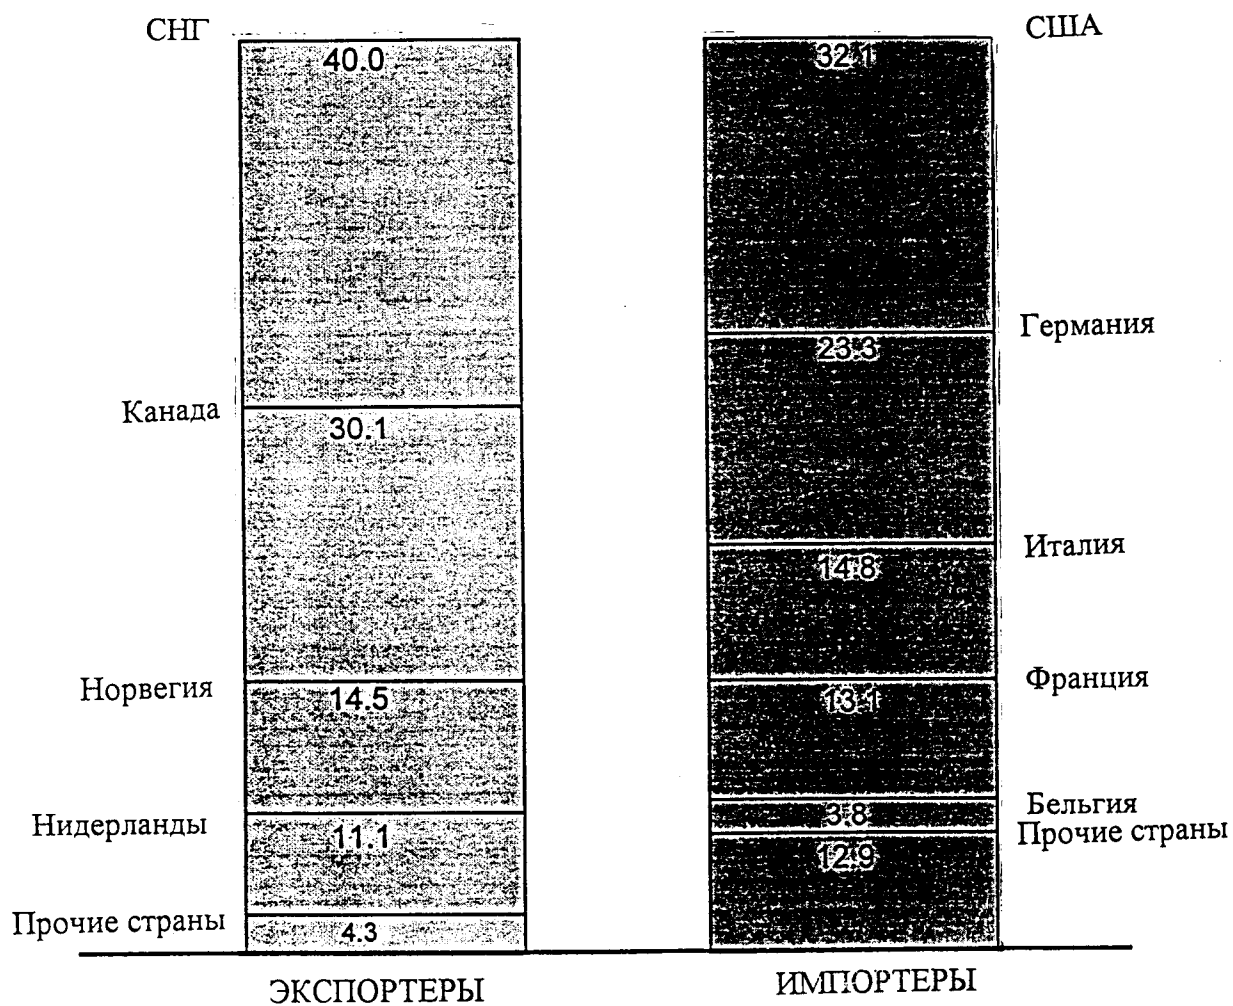 СНГ
40.0
Канада
30.1
Норвегия
14.5
Нидерланды
11.1
Прочие страны
4.3
ЭКСПОРТЕРЫ
США
32.1
Германия
23.3
Италия
14.8
Франция
13.1
Бельгия
3.8
Прочие страны
12.9
ИМПОРТЕРЫ